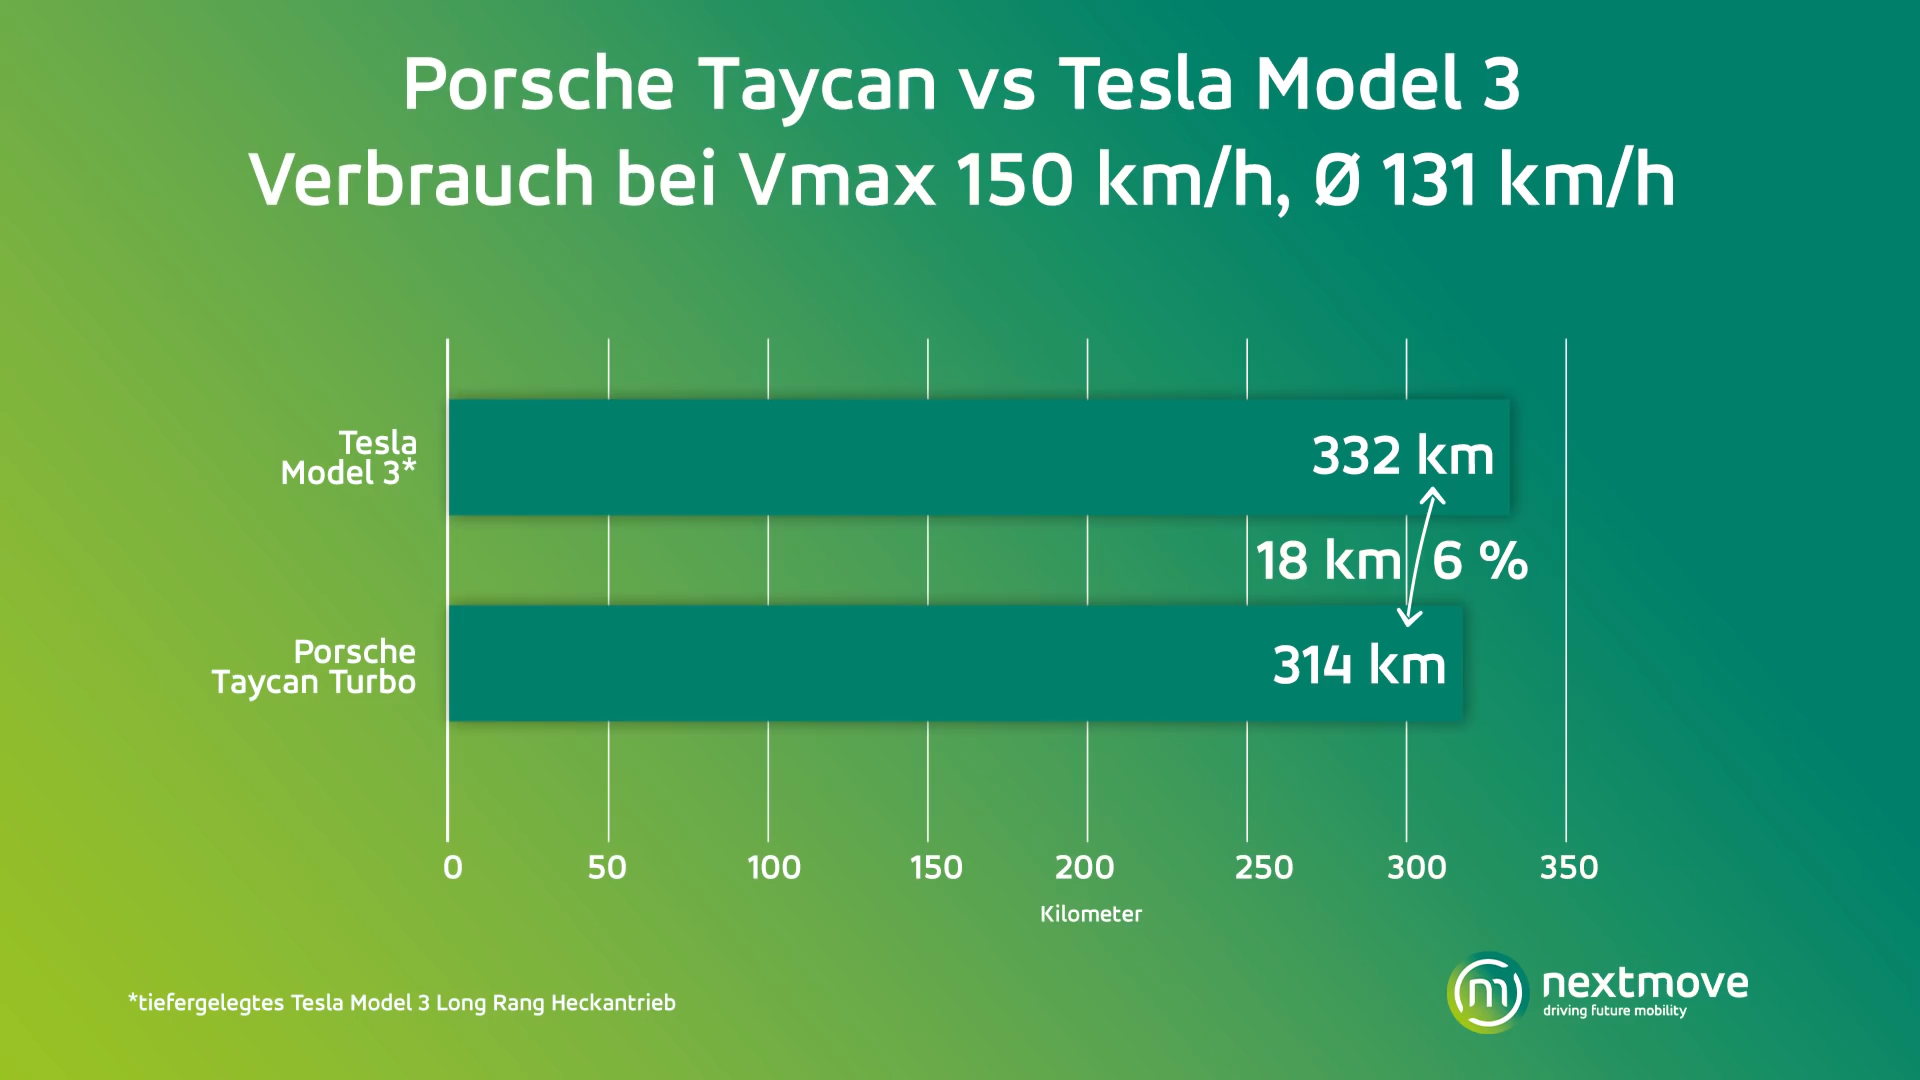 Porsche Taycan vs Tesla Model 3
Verbrauch bei Vmax 150 km/h, Ø 131 km/h
Tesla
Model 3*
332 km
18 km 6 %
Porsche
Taycan Turbo
314 km
0 50 100 150 200 250 300 350
Kilometer
*tiefergelegtes Tesla Model 3 Long Rang Heckantrieb
nextmove
driving future mobility